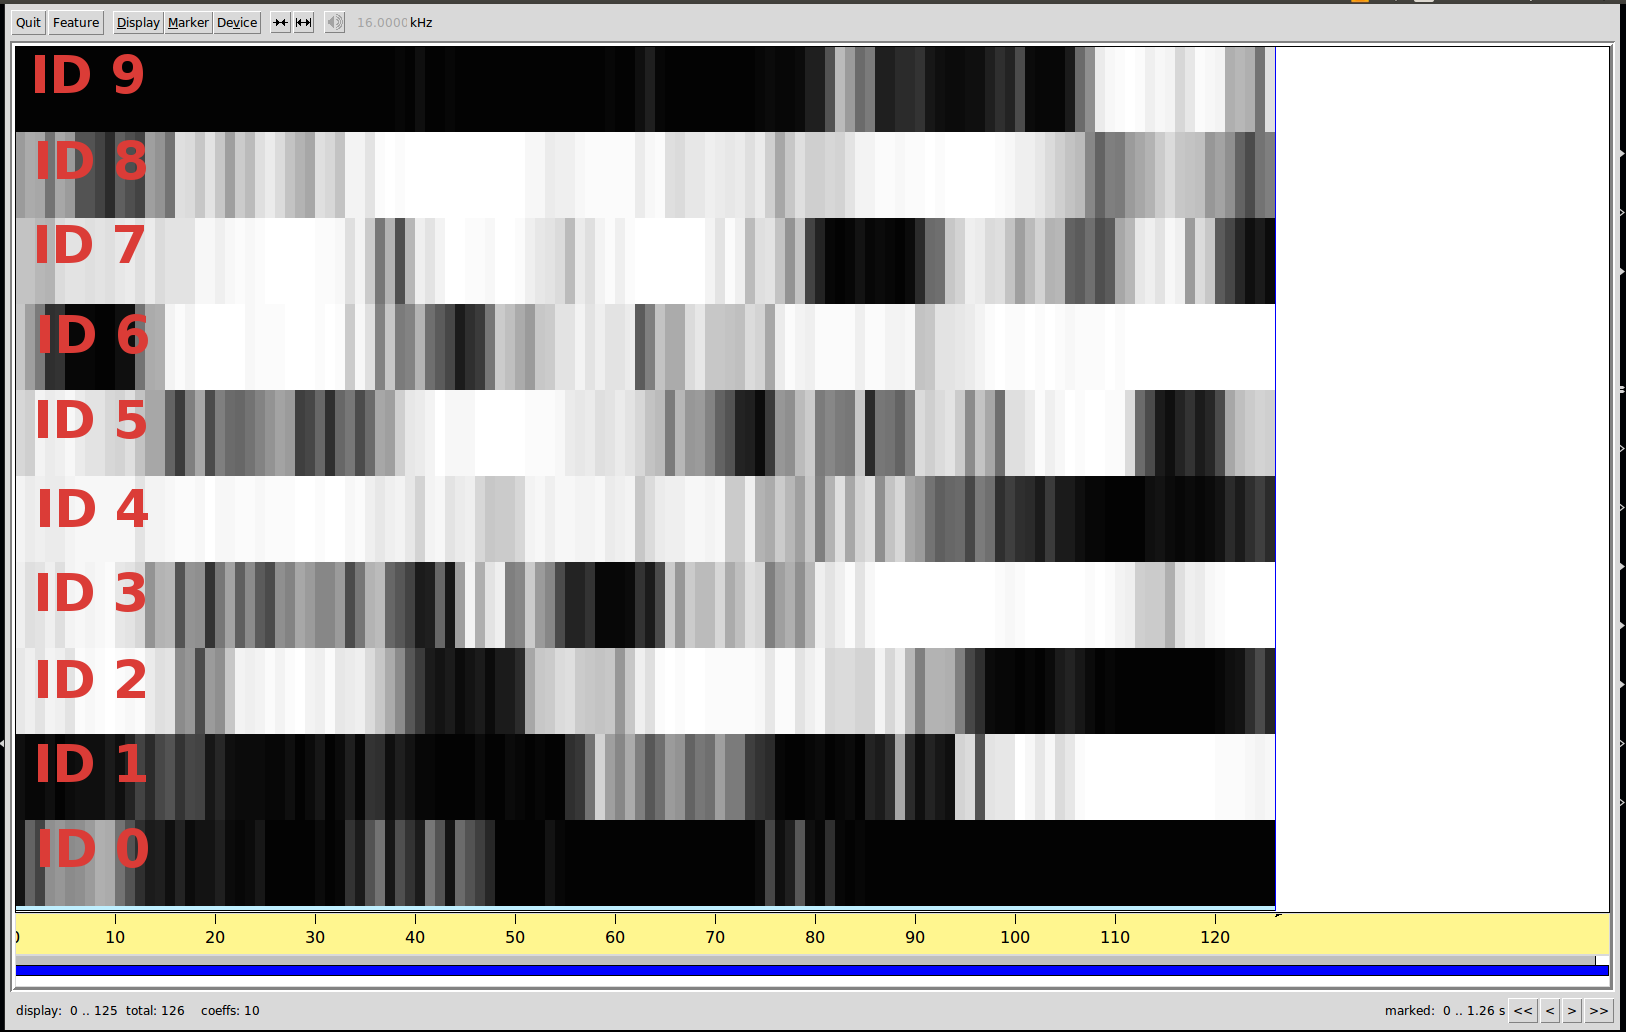 Quit Feature Display Marker Device 16.0000 kHz
ID 9
ID 8
ID 7
ID 6
ID 5
ID 4
ID 3
ID 2
ID 1
ID 0
0 10 20 30 40 50 60 70 80 90 100 110 120
display: 0 .. 125 total: 126 coeffs: 10 marked: 0 .. 1.26 s << < > >>